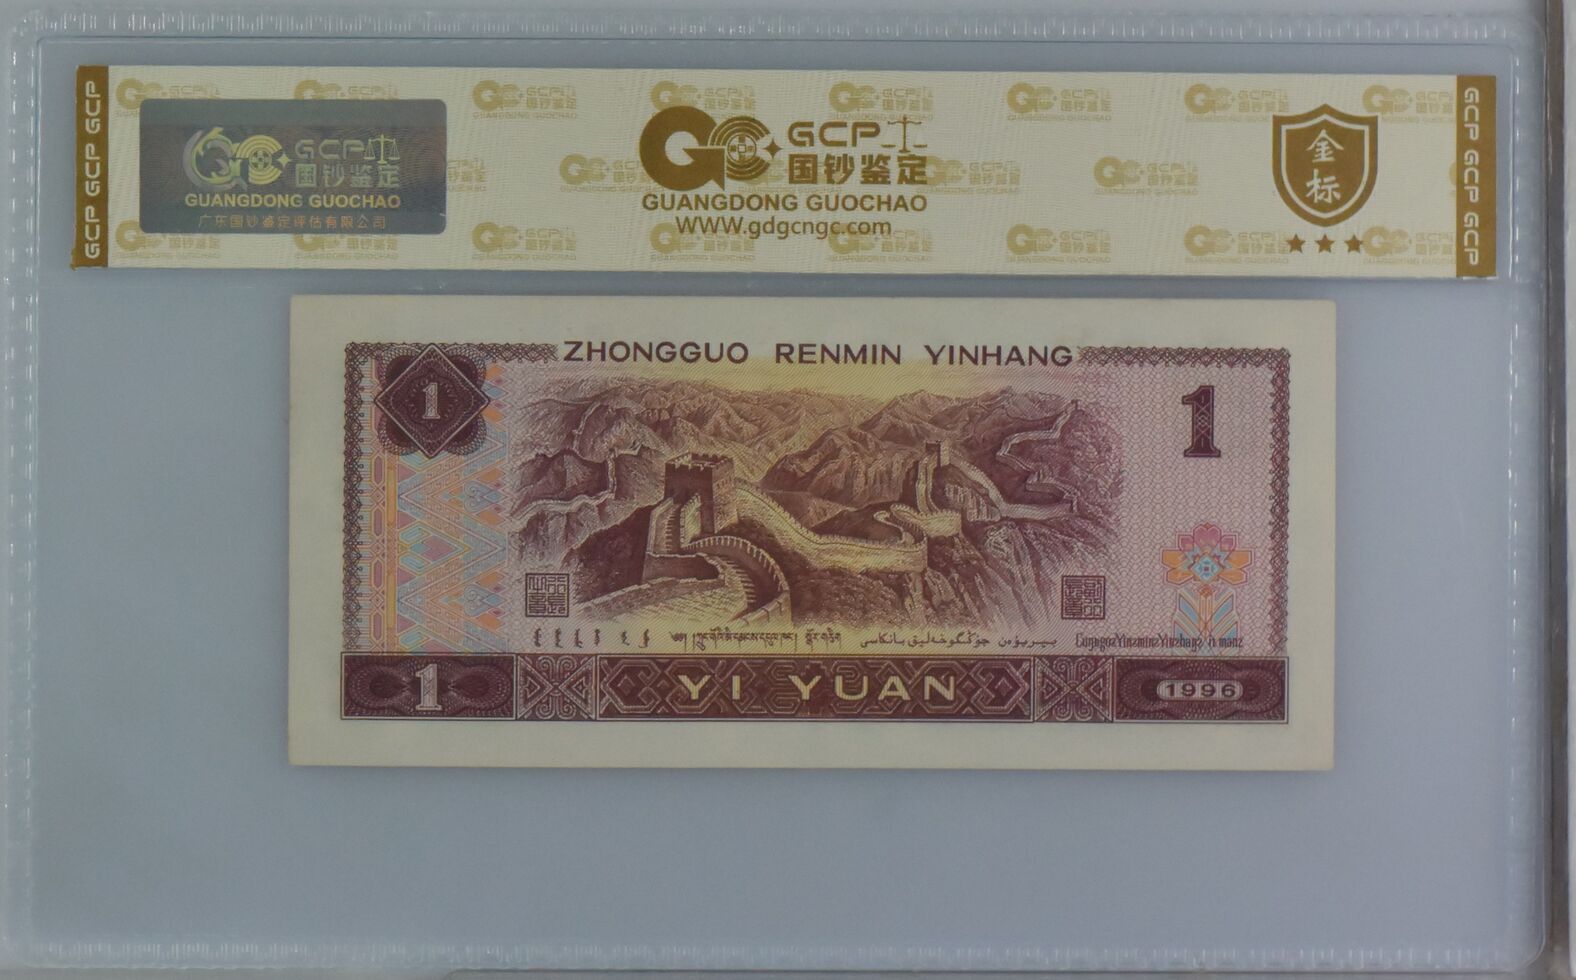 GCP GCP GCP
GCP
国钞鉴定
GUANGDONG GUOCHAO
广东国钞鉴定评估有限公司
GCP
国钞鉴定
GUANGDONG GUOCHAO
WWW.gdgcngc.com
金
标
GCP GCP GCP
ZHONGGUO RENMIN YINHANG
1
1
1
YI YUAN
1996